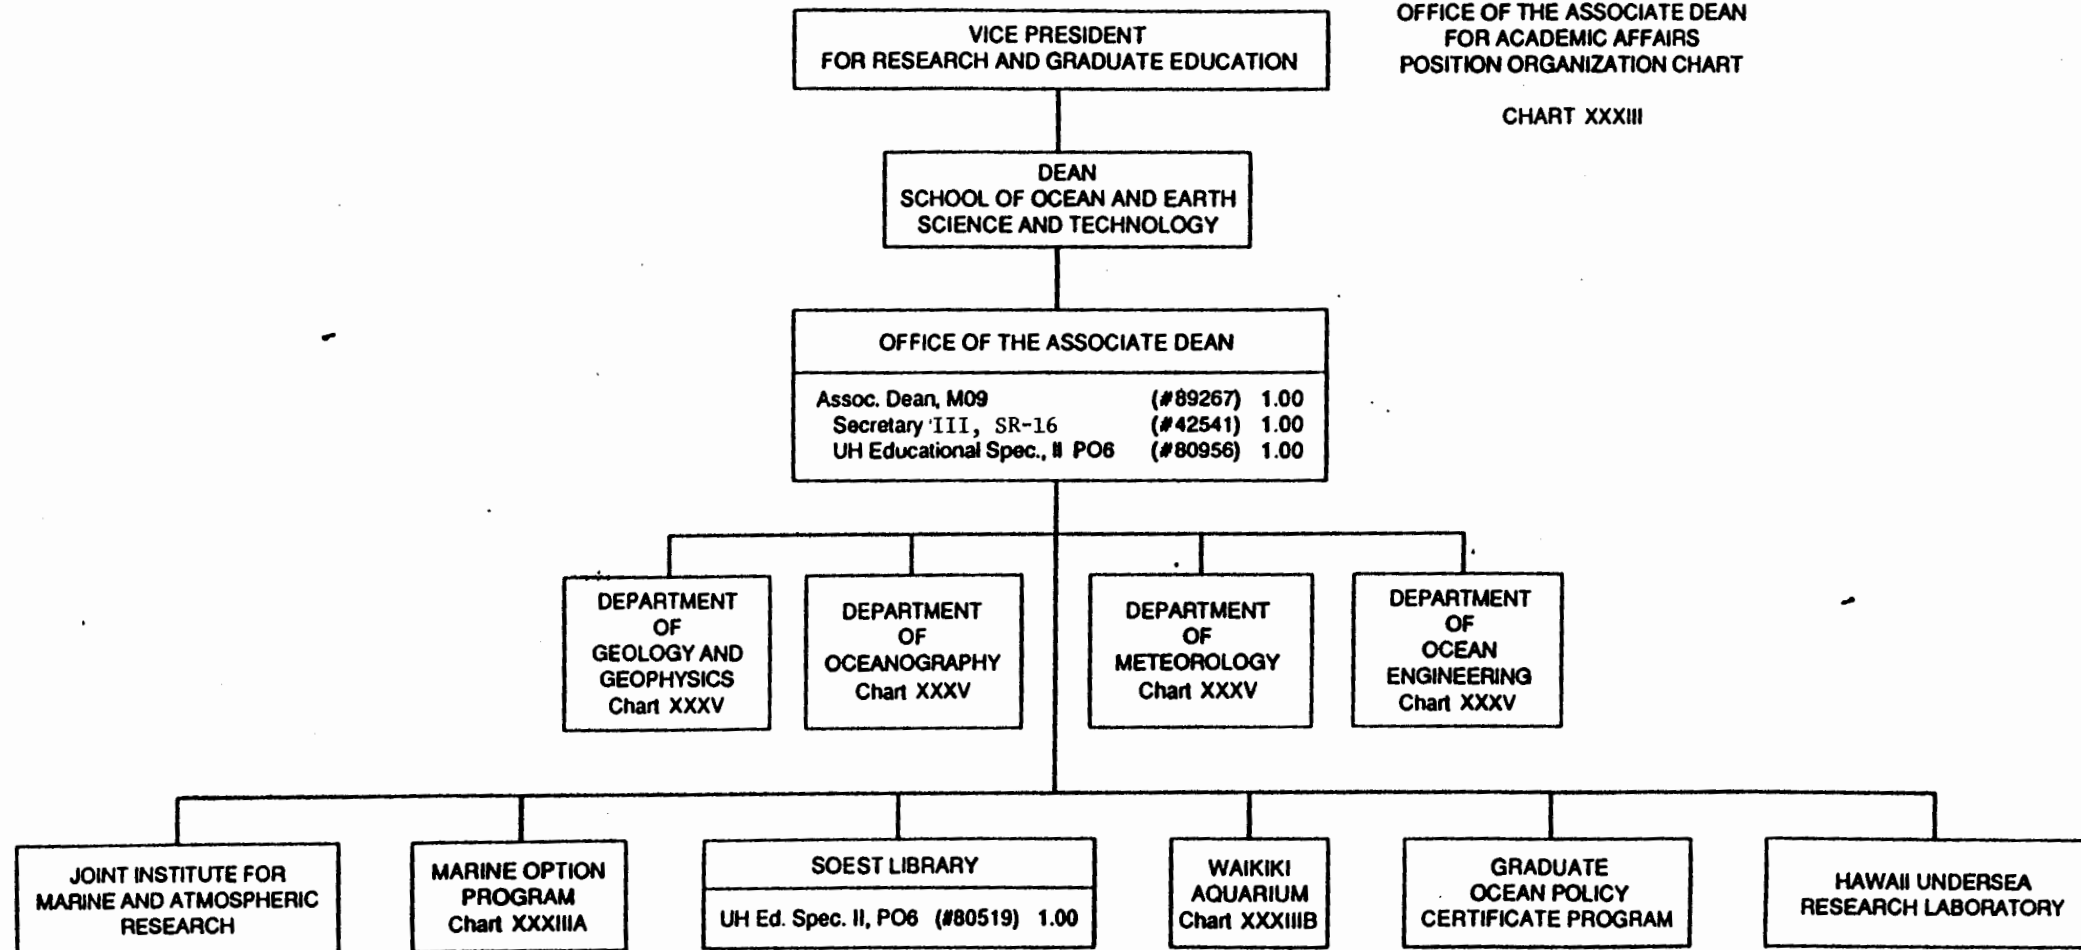 OFFICE OF THE ASSOCIATE DEAN
FOR ACADEMIC AFFAIRS
POSITION ORGANIZATION CHART
CHART XXXIII
VICE PRESIDENT
FOR RESEARCH AND GRADUATE EDUCATION
DEAN
SCHOOL OF OCEAN AND EARTH
SCIENCE AND TECHNOLOGY
OFFICE OF THE ASSOCIATE DEAN
Assoc. Dean, M09 (#89267) 1.00
Secretary III, SR-16 (#42541) 1.00
UH Educational Spec., II PO6 (#80956) 1.00
DEPARTMENT
OF
GEOLOGY AND
GEOPHYSICS
Chart XXXV
DEPARTMENT
OF
OCEANOGRAPHY
Chart XXXV
DEPARTMENT
OF
METEOROLOGY
Chart XXXV
DEPARTMENT
OF
OCEAN
ENGINEERING
Chart XXXV
JOINT INSTITUTE FOR
MARINE AND ATMOSPHERIC
RESEARCH
MARINE OPTION
PROGRAM
Chart XXXIIIA
SOEST LIBRARY
UH Ed. Spec. II, PO6 (#80519) 1.00
WAIKIKI
AQUARIUM
Chart XXXIIIB
GRADUATE
OCEAN POLICY
CERTIFICATE PROGRAM
HAWAII UNDERSEA
RESEARCH LABORATORY